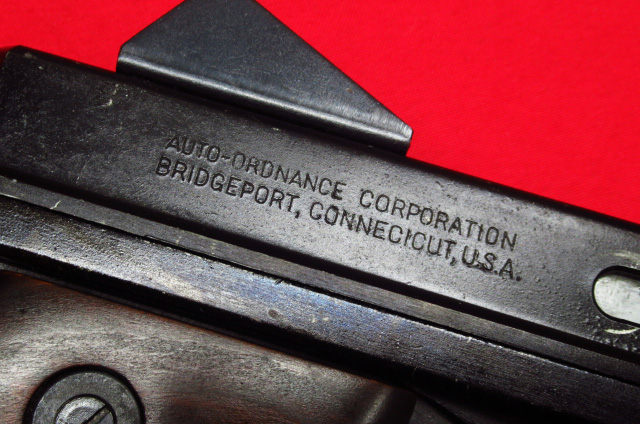 AUTO-ORDNANCE CORPORATION
BRIDGEPORT, CONNECICUT, U.S.A.